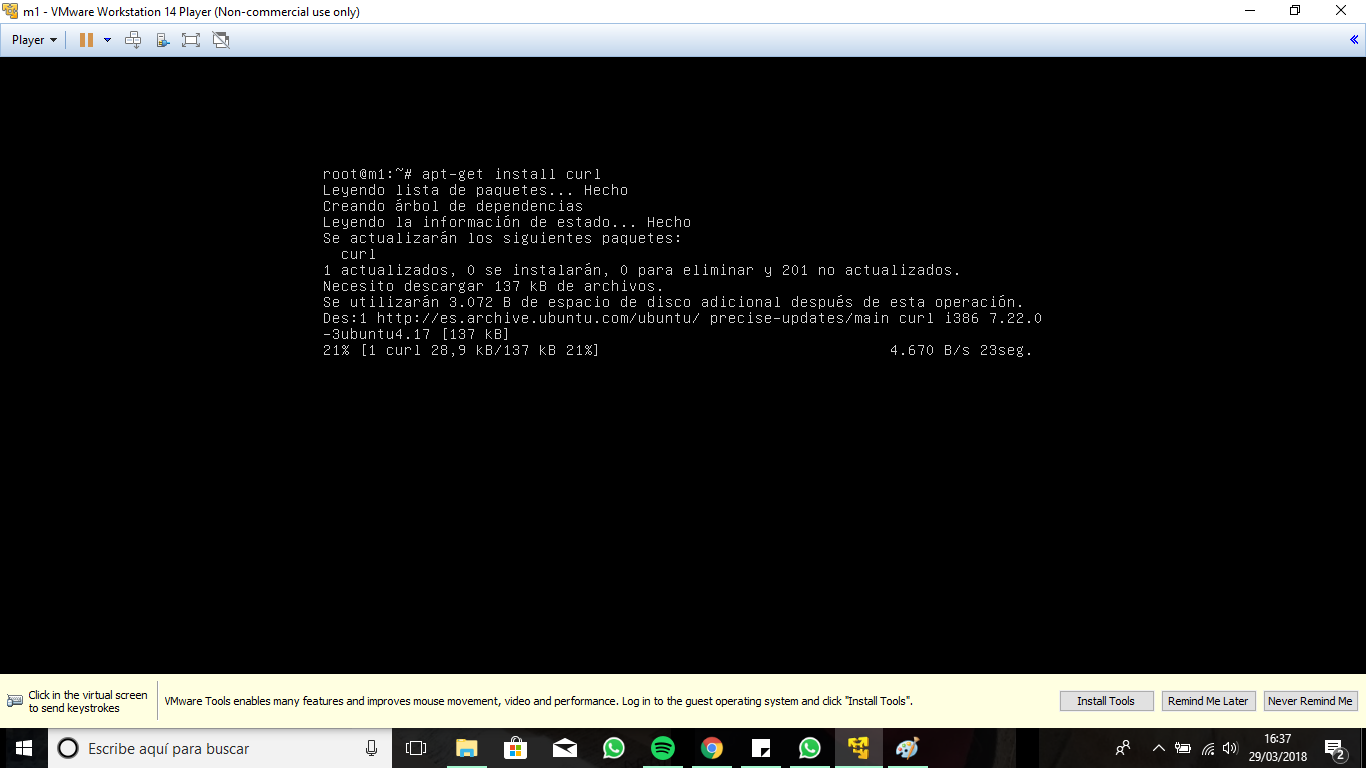 m1 - VMware Workstation 14 Player (Non-commercial use only)
Player
root@m1:~# apt-get install curl
Leyendo lista de paquetes... Hecho
Creando árbol de dependencias
Leyendo la información de estado... Hecho
Se actualizarán los siguientes paquetes:
curl
1 actualizados, 0 se instalarán, 0 para eliminar y 201 no actualizados.
Necesito descargar 137 kB de archivos.
Se utilizarán 3.072 B de espacio de disco adicional después de esta operación.
Des:1 http://es.archive.ubuntu.com/ubuntu/ precise-updates/main curl i386 7.22.0
-3ubuntu4.17 [137 kB]
21% [1 curl 28,9 kB/137 kB 21%] 4.670 B/s 23seg.
Click in the virtual screen
to send keystrokes
VMware Tools enables many features and improves mouse movement, video and performance. Log in to the guest operating system and click "Install Tools".
Install Tools
Remind Me Later
Never Remind Me
Escribe aquí para buscar
16:37
29/03/2018
2